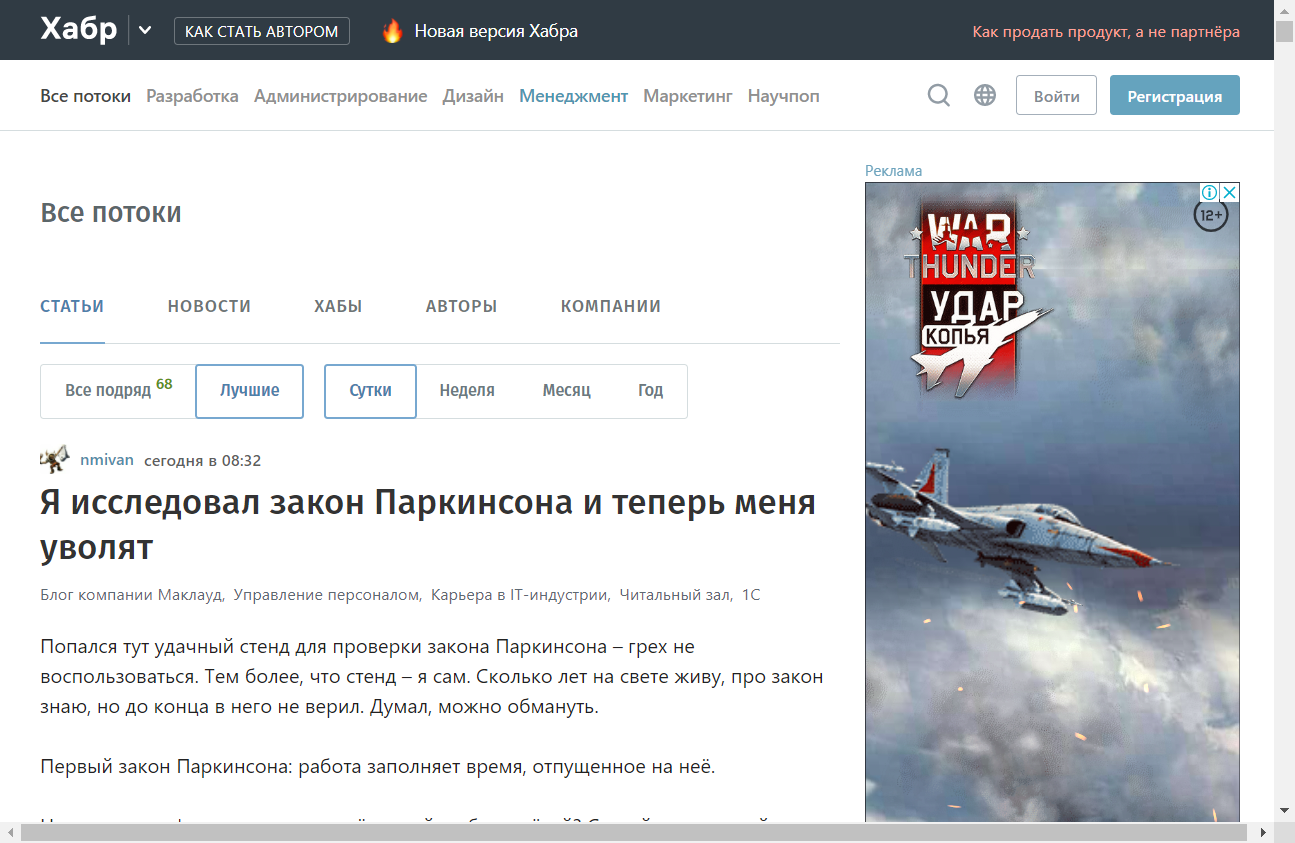 Хабр
КАК СТАТЬ АВТОРОМ
Новая версия Хабра
Как продать продукт, а не партнёра
Все потоки Разработка Администрирование Дизайн Менеджмент Маркетинг Научпоп
Войти
Регистрация
Реклама
12+
WAR
THUNDER
УДАР
КОПЬЯ
Все потоки
СТАТЬИ НОВОСТИ ХАБЫ АВТОРЫ КОМПАНИИ
Все подряд 68 Лучшие Сутки Неделя Месяц Год
nmivan сегодня в 08:32
Я исследовал закон Паркинсона и теперь меня
уволят
Блог компании Маклауд, Управление персоналом, Карьера в IT-индустрии, Читальный зал, 1С
Попался тут удачный стенд для проверки закона Паркинсона – грех не
воспользоваться. Тем более, что стенд – я сам. Сколько лет на свете живу, про закон
знаю, но до конца в него не верил. Думал, можно обмануть.
Первый закон Паркинсона: работа заполняет время, отпущенное на неё.